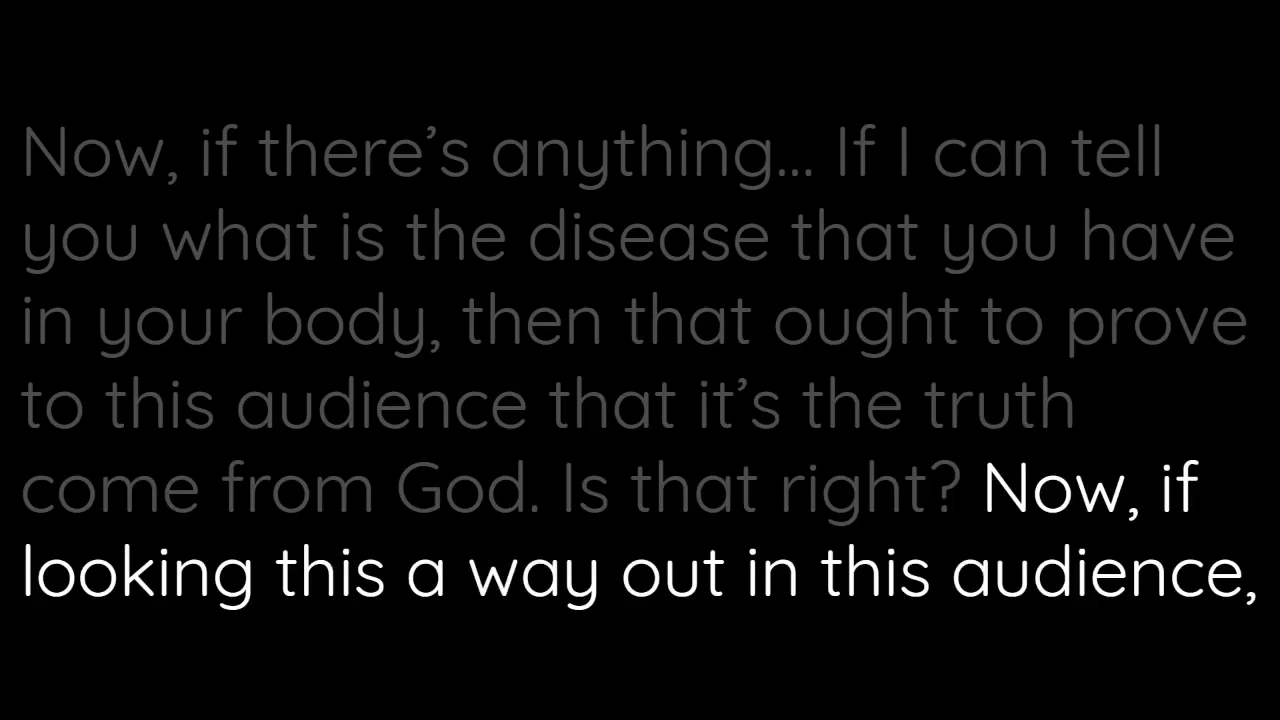 Now, if there’s anything... If I can tell
you what is the disease that you have
in your body, then that ought to prove
to this audience that it’s the truth
come from God. Is that right? Now, if
looking this a way out in this audience,